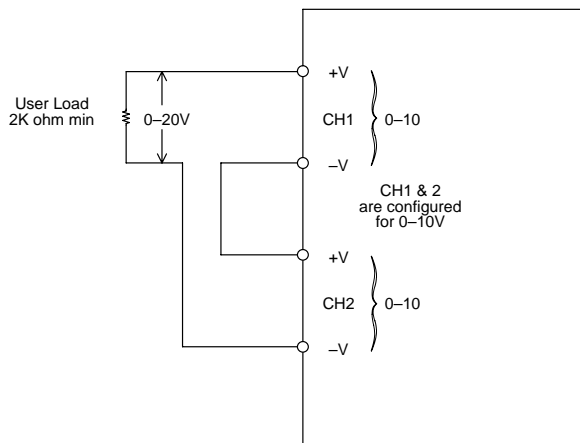 +V
User Load
2K ohm min
0–20V
CH1
0–10
–V
CH1 & 2
are configured
for 0–10V
+V
CH2
0–10
–V